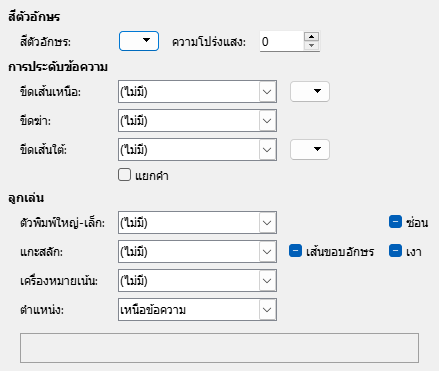 สีตัวอักษร
สีตัวอักษร: ความโปร่งแสง: 0
การประดับข้อความ
ขีดเส้นเหนือ: (ไม่มี)
ขีดฆ่า: (ไม่มี)
ขีดเส้นใต้: (ไม่มี)
แยกคำ
ลูกเล่น
ตัวพิมพ์ใหญ่-เล็ก: (ไม่มี) ซ่อน
แกะสลัก: (ไม่มี) เส้นขอบอักษร เงา
เครื่องหมายเน้น: (ไม่มี)
ตำแหน่ง: เหนือข้อความ